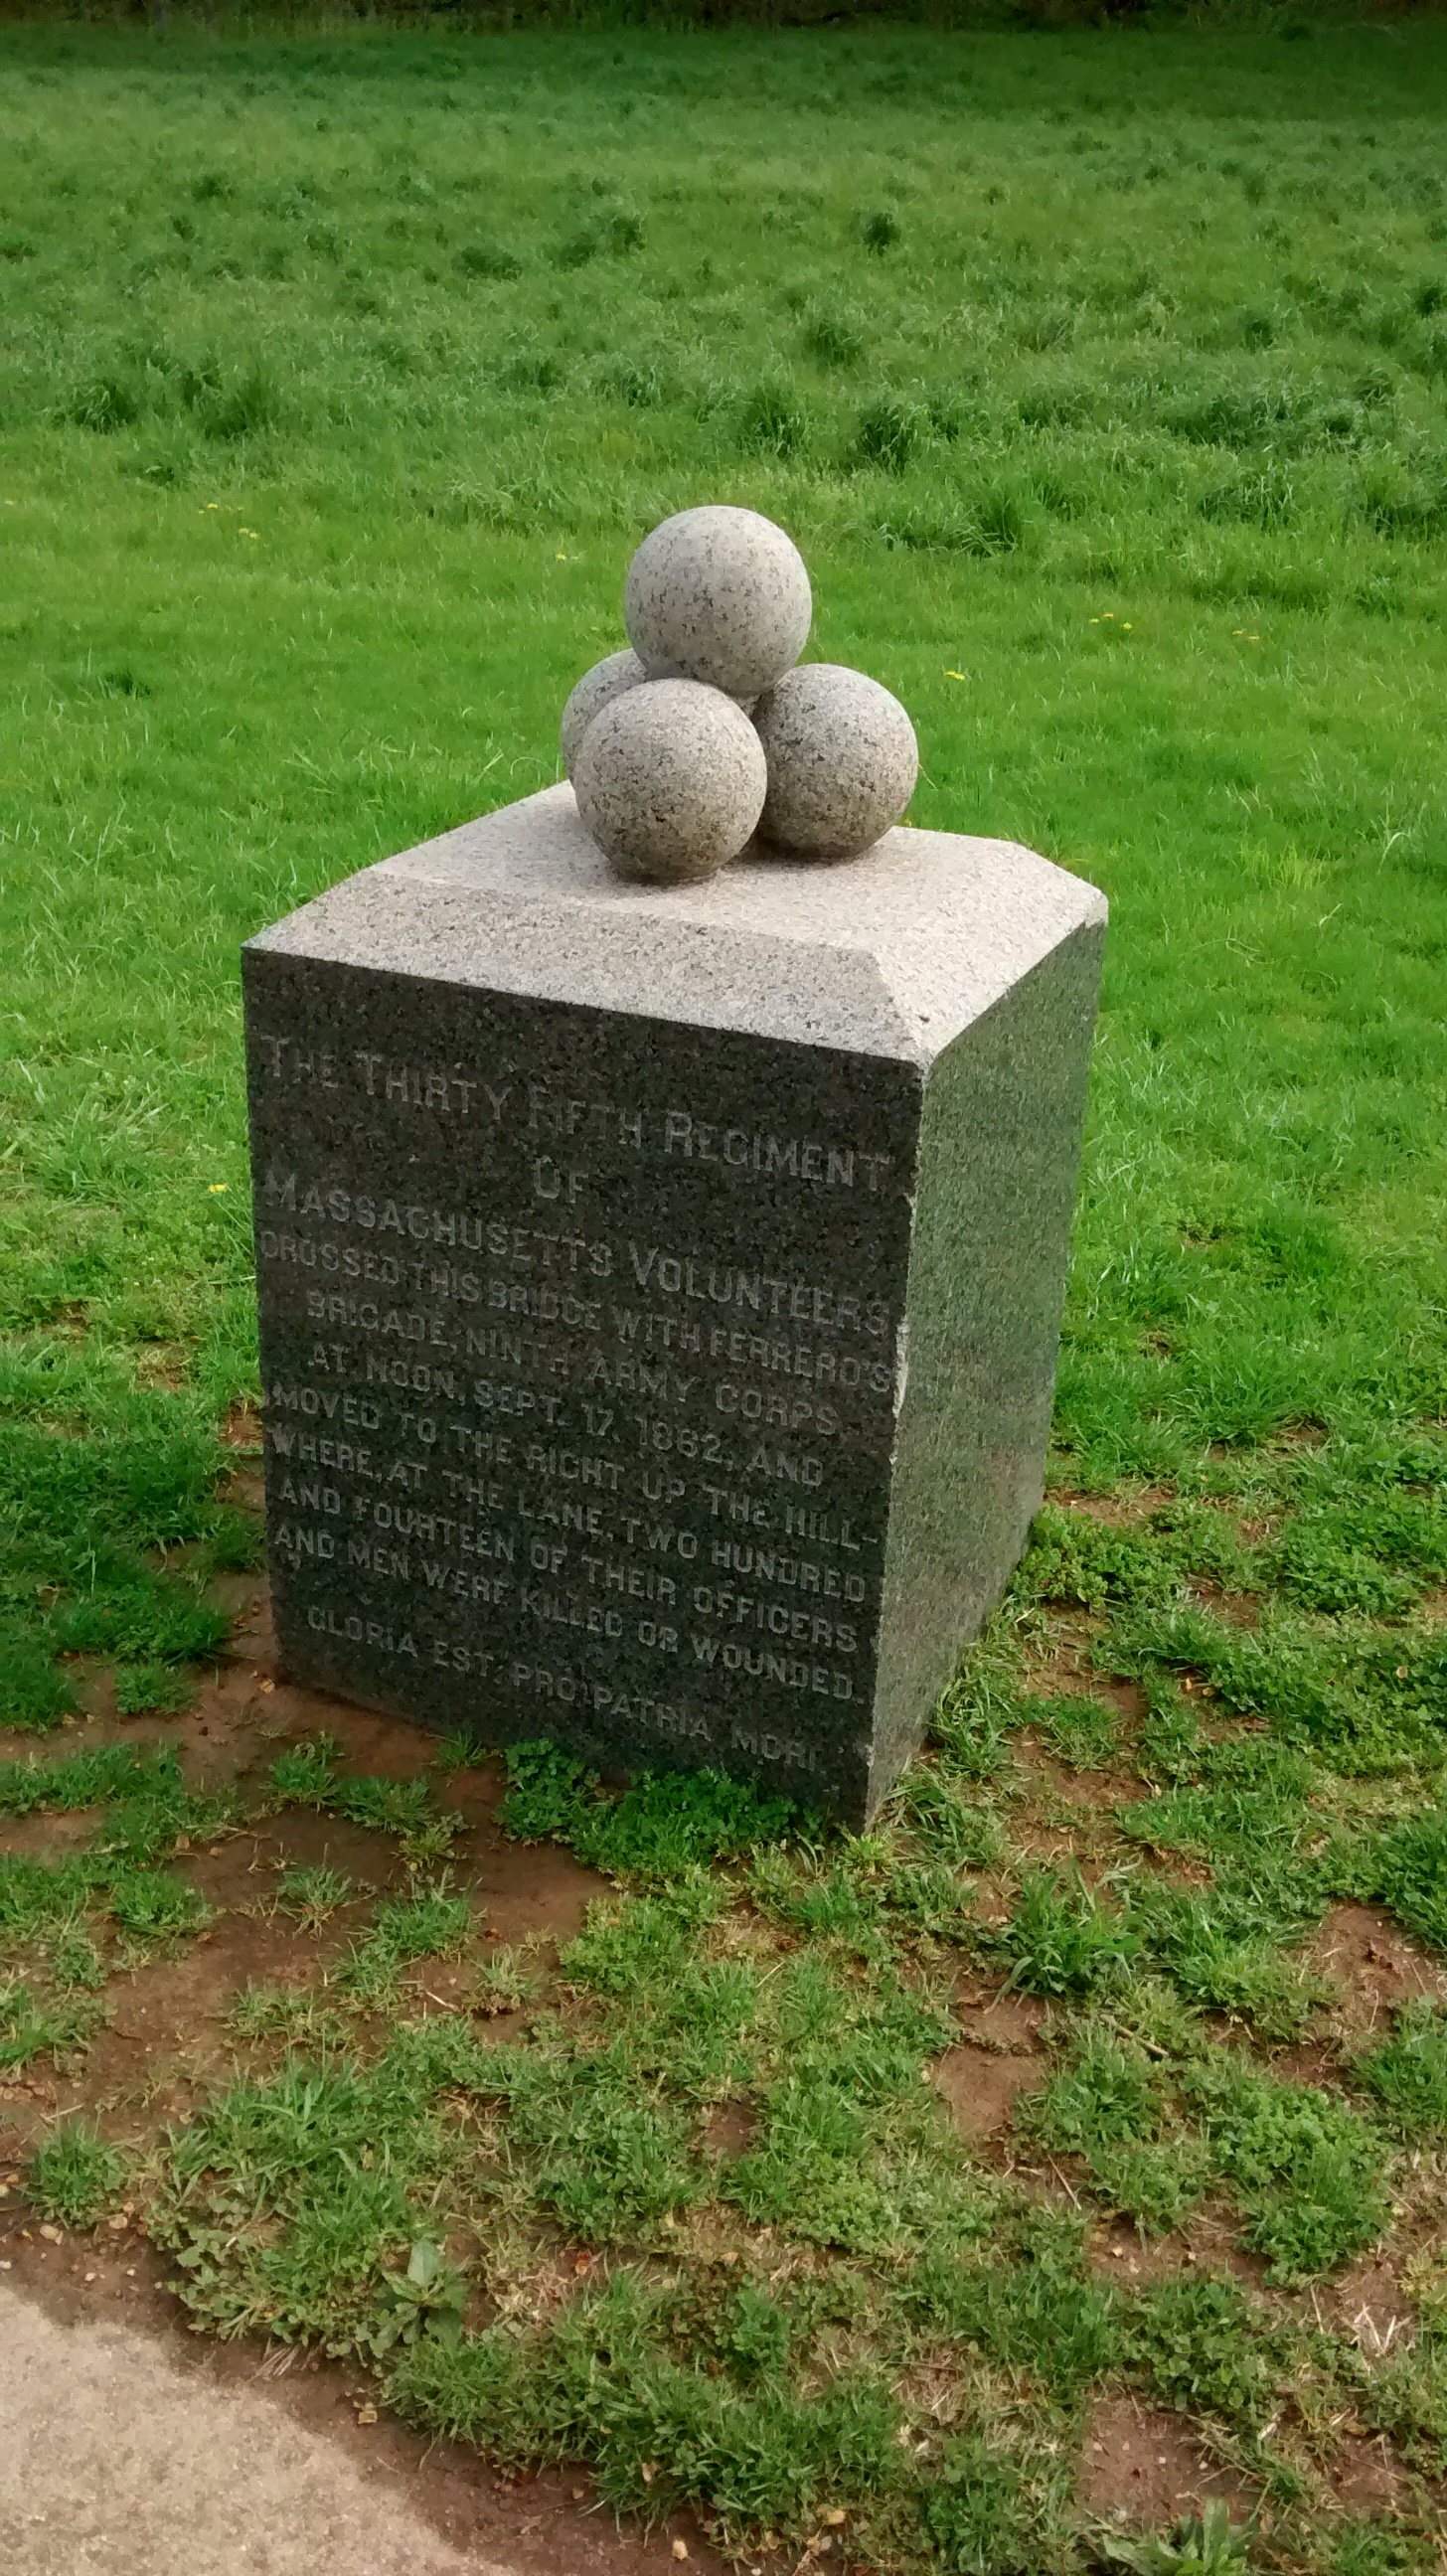 THE THIRTY FIFTH REGIMENT
OF
MASSACHUSETTS VOLUNTEERS
CROSSED THIS BRIDGE WITH FERRERO'S
BRIGADE, NINTH ARMY CORPS
AT NOON, SEPT. 17, 1862, AND
MOVED TO THE RIGHT UP THE HILL-
WHERE, AT THE LANE, TWO HUNDRED
AND FOURTEEN OF THEIR OFFICERS
AND MEN WERE KILLED OR WOUNDED.
GLORIA EST PRO PATRIA MORI